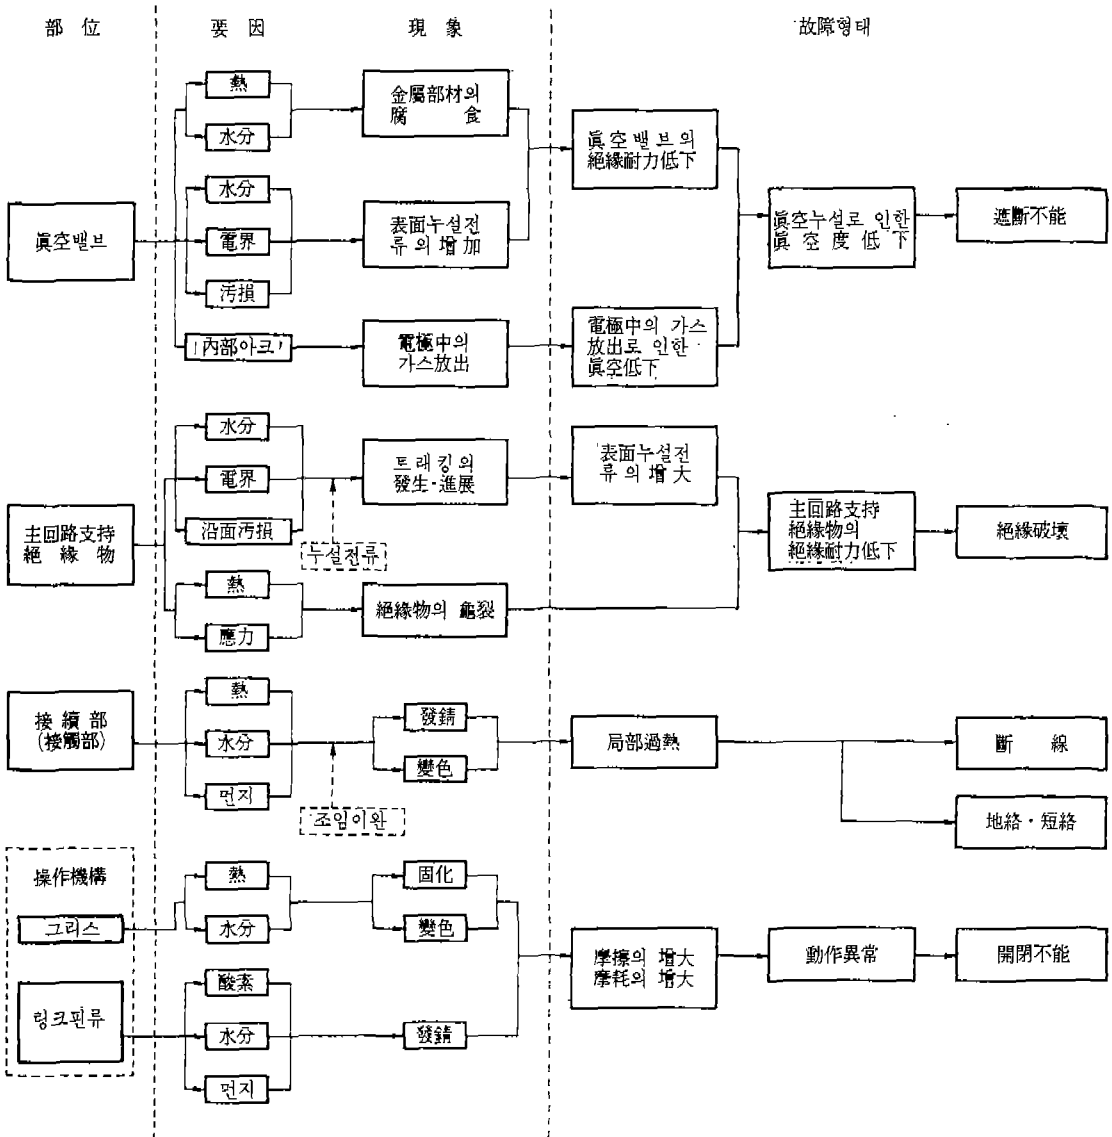 部位
要因
現象
故障형태
眞空밸브
熱
水分
水分
電界
汚損
內部아크
金屬部材의
腐食
表面누설전
류의增加
電極中의
가스放出
眞空밸브의
絕緣耐力低下
電極中의 가스
放出로 인한
眞空低下
眞空누설로 인한
眞空度低下
遮斷不能
主回路支持
絕緣物
水分
電界
沿面汚損
熱
應力
누설전류
트래킹의
發生·進展
絕緣物의 龜裂
表面누설전
류의增大
主回路支持
絕緣物의
絕緣耐力低下
絕緣破壞
接續部
(接觸部)
熱
水分
먼지
조임이완
發錆
變色
局部過熱
斷線
地絡·短絡
操作機構
그리스
링크핀류
熱
水分
酸素
水分
먼지
固化
變色
發錆
摩擦의 增大
摩耗의 增大
動作異常
開閉不能